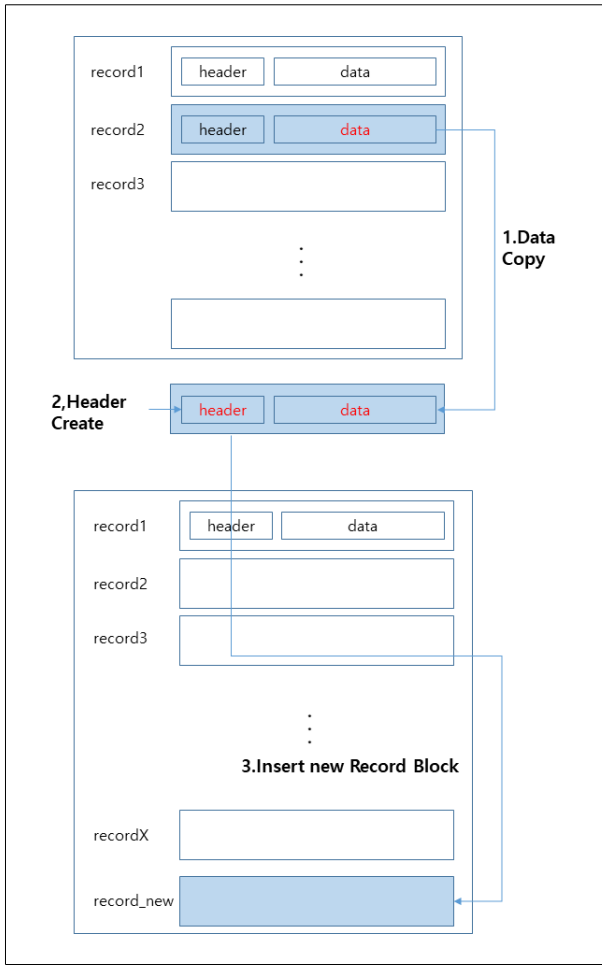 record1
header
data
record2
header
data
record3
1.Data
Copy
2,Header
Create
header
data
record1
header
data
record2
record3
3.Insert new Record Block
recordX
record_new